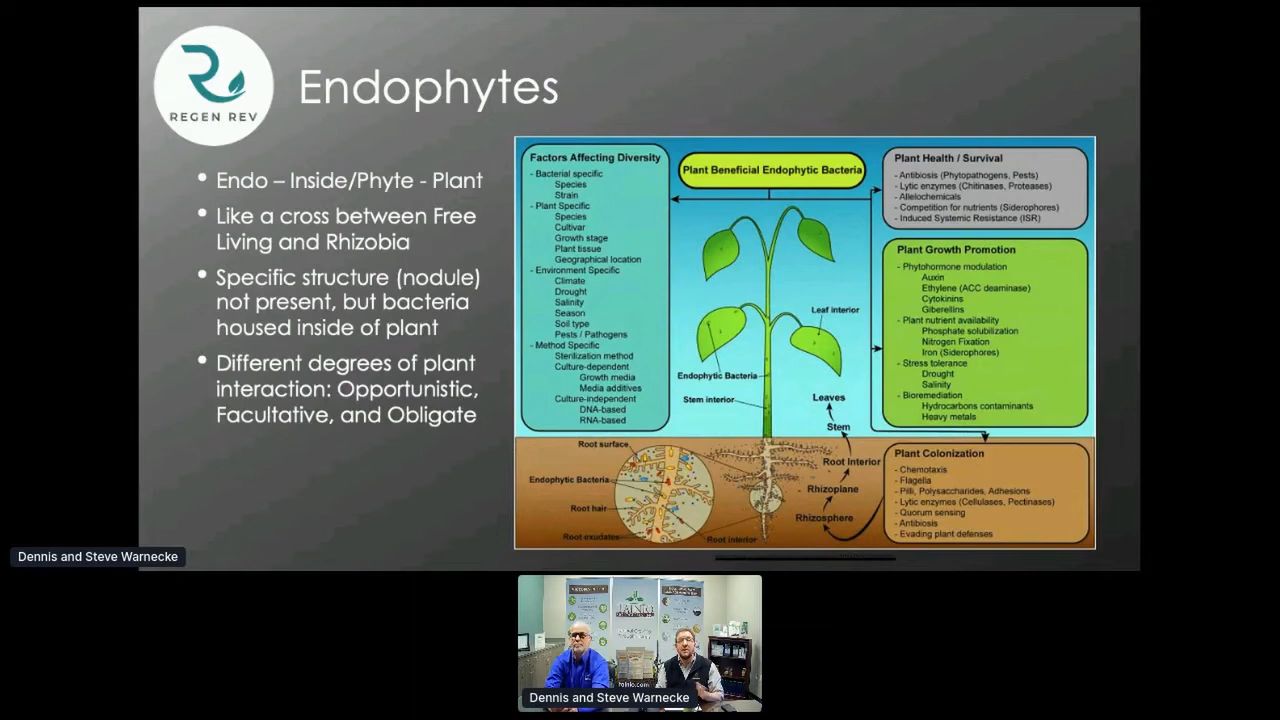 REGEN REV
Endophytes
• Endo – Inside/Phyte - Plant
• Like a cross between Free
Living and Rhizobia
• Specific structure (nodule)
not present, but bacteria
housed inside of plant
• Different degrees of plant
interaction: Opportunistic,
Facultative, and Obligate
Factors Affecting Diversity
- Bacterial specific
Species
Strain
- Plant Specific
Species
Cultivar
Growth stage
Plant tissue
Geographical location
- Environment Specific
Climate
Drought
Salinity
Season
Soil type
Pests / Pathogens
- Method Specific
Sterilization method
Culture-dependent
Growth media
Media additives
Culture-independent
DNA-based
RNA-based
Plant Beneficial Endophytic Bacteria
Leaf interior
Endophytic Bacteria
Stem interior
Leaves
Stem
Root Interior
Rhizoplane
Rhizosphere
Root surface
Endophytic Bacteria
Root hair
Root exudates
Root interior
Plant Health / Survival
- Antibiosis (Phytopathogens, Pests)
- Lytic enzymes (Chitinases, Proteases)
- Allelochemicals
- Competition for nutrients (Siderophores)
- Induced Systemic Resistance (ISR)
Plant Growth Promotion
- Phytohormone modulation
Auxin
Ethylene (ACC deaminase)
Cytokinins
Giberellins
- Plant nutrient availability
Phosphate solubilization
Nitrogen Fixation
Iron (Siderophores)
- Stress tolerance
Drought
Salinity
- Bioremediation
Hydrocarbons contaminants
Heavy metals
Plant Colonization
- Chemotaxis
- Flagella
- Pilli, Polysaccharides, Adhesions
- Lytic enzymes (Cellulases, Pectinases)
- Quorum sensing
- Antibiosis
- Evading plant defenses
Dennis and Steve Warnecke
TAINIO
Dennis and Steve Warnecke